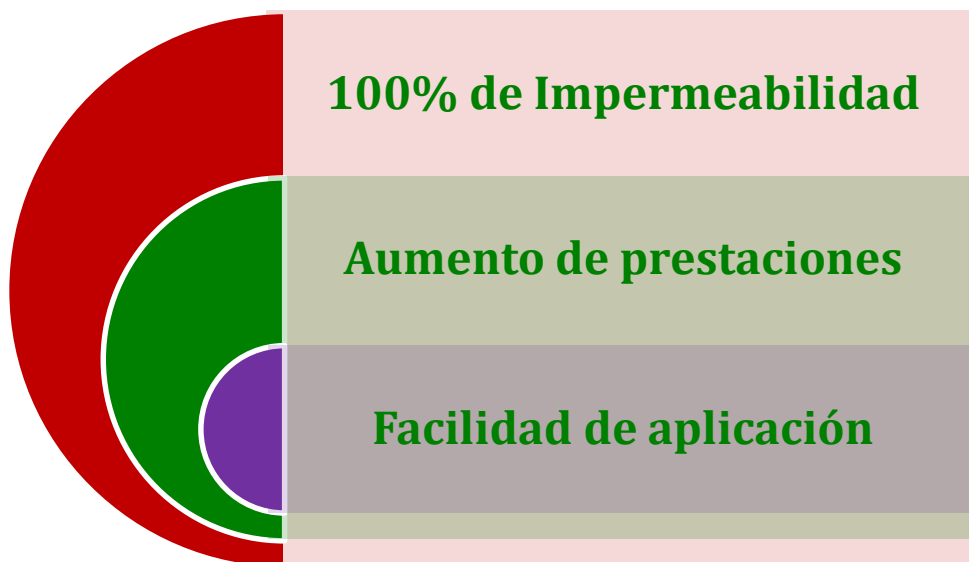 100% de Impermeabilidad
Aumento de prestaciones
Facilidad de aplicación